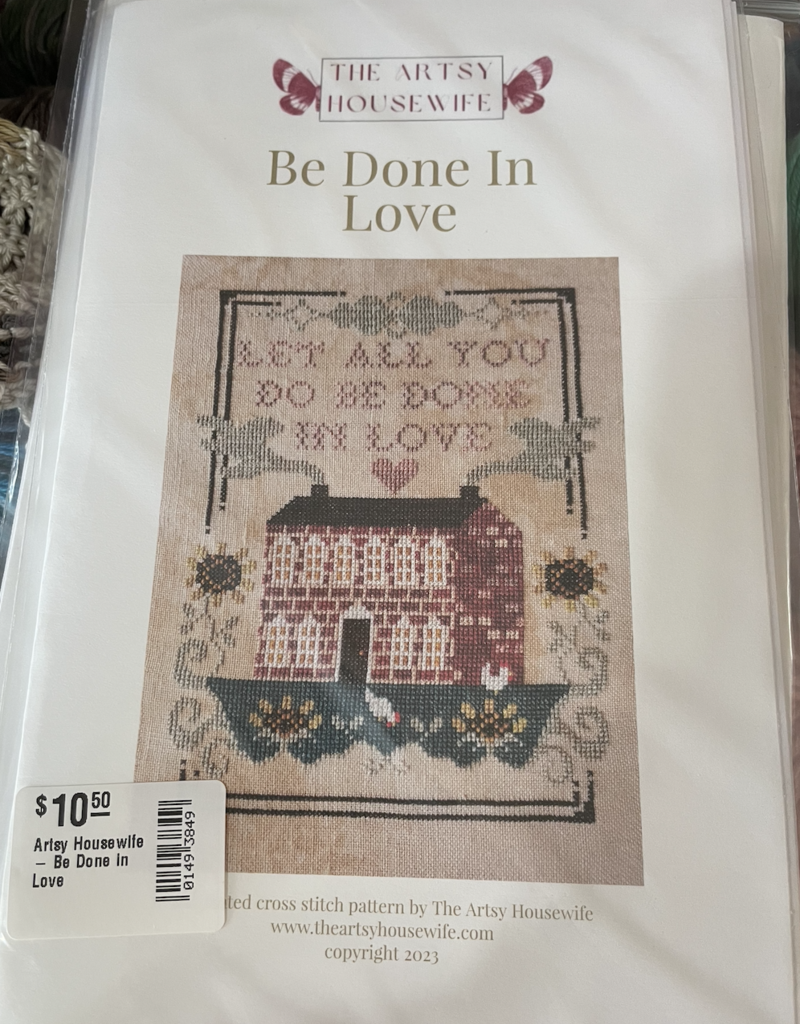 THE ARTSY
HOUSEWIFE
Be Done In
Love
LET ALL YOU
DO BE DONE
IN LOVE
$10.50
Artsy Housewife
– Be Done in
Love
01493849
cross stitch pattern by The Artsy Housewife
www.theartsyhousewife.com
copyright 2023